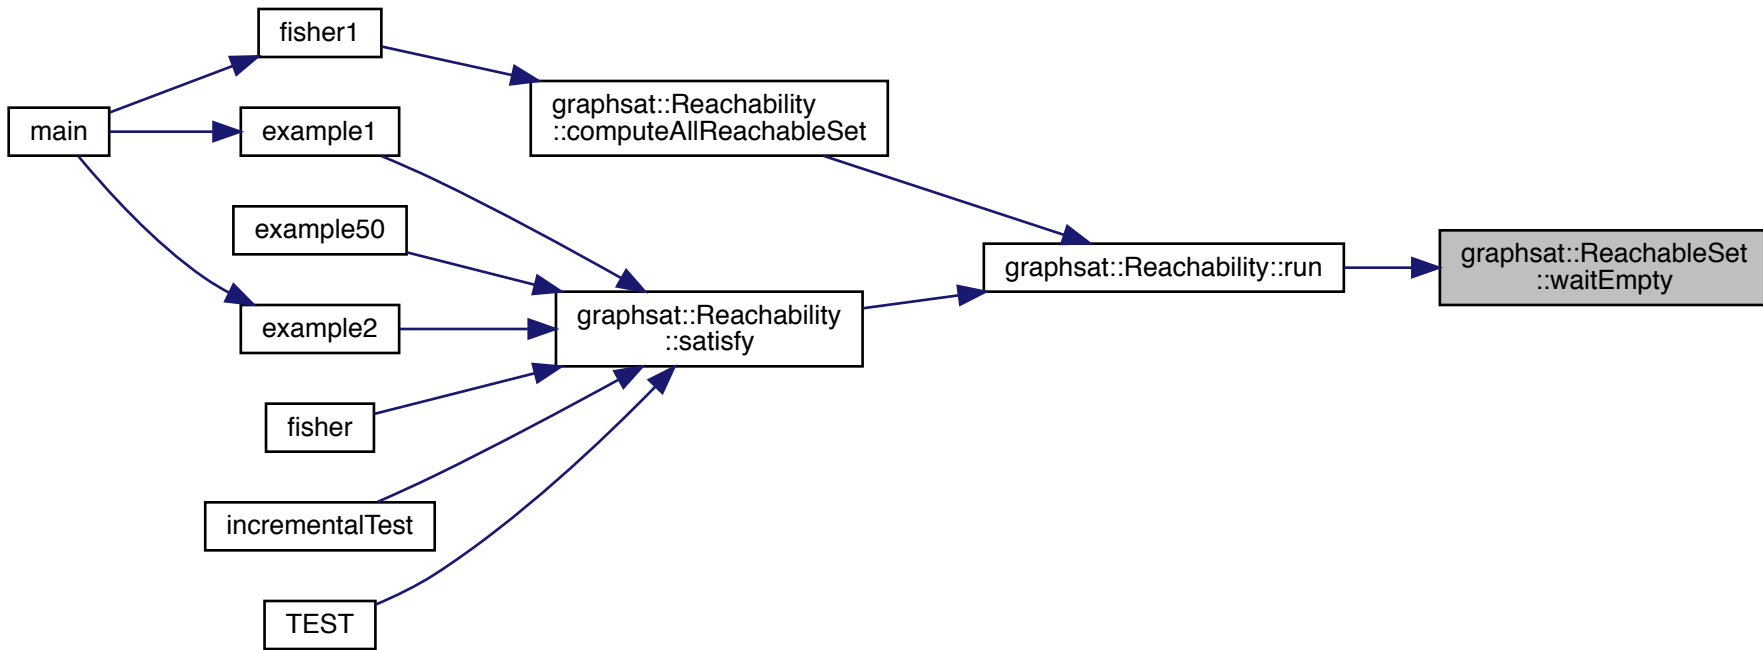 fisher1
main
example1
graphsat::Reachability
::computeAllReachableSet
example50
example2
graphsat::Reachability
::satisfy
graphsat::Reachability::run
graphsat::ReachableSet
::waitEmpty
fisher
incrementalTest
TEST